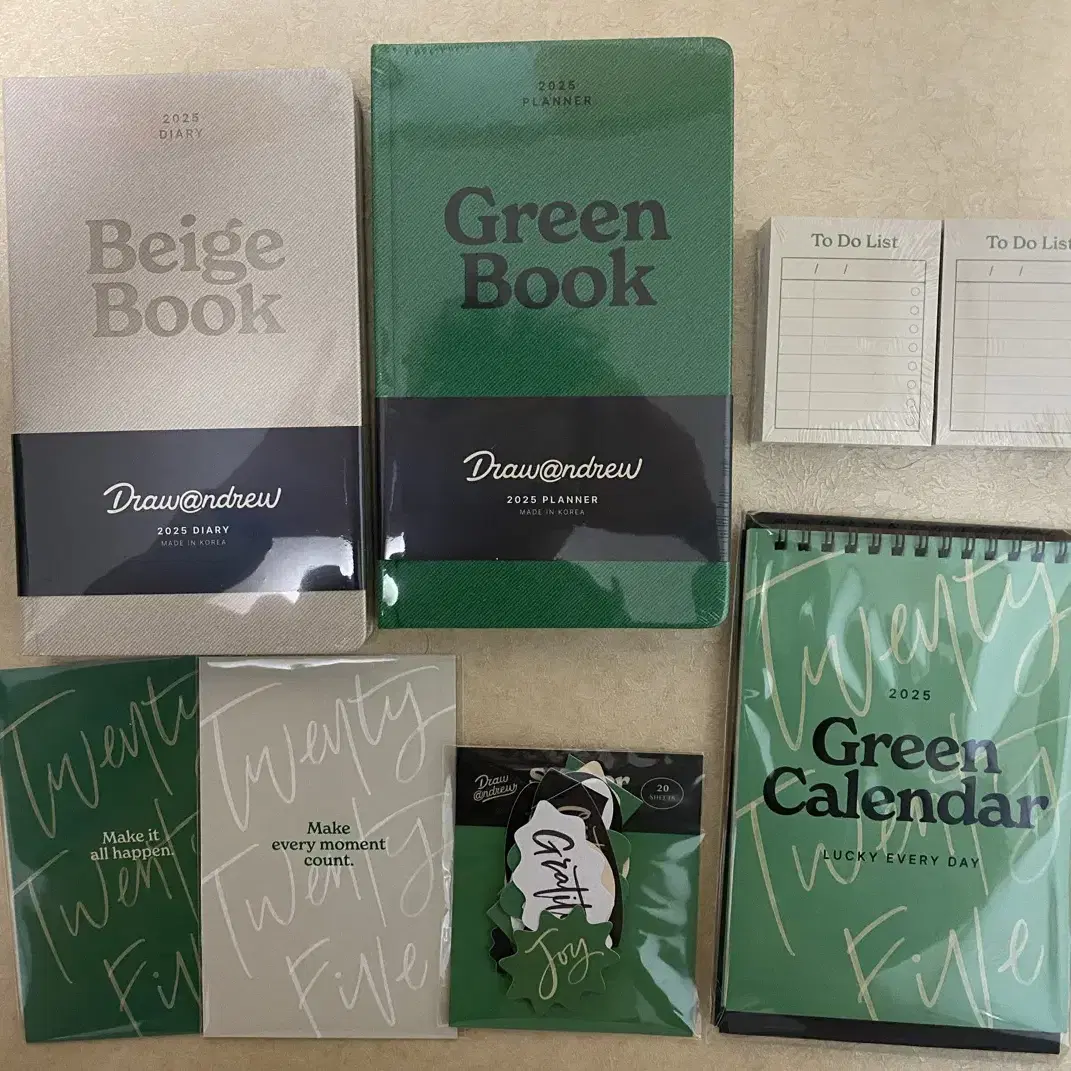 2025
DIARY
Beige
Book
Draw@ndrew
2025 DIARY
MADE IN KOREA
2025
PLANNER
Green
Book
Draw@ndrew
2025 PLANNER
MADE IN KOREA
To Do List
/ /
To Do List
/ /
Twenty
Make it
all happen.
Twenty
Five
Twenty
Make
every moment
count.
Twenty
Five
Draw
@ndrew
20
SHEETS
Joy
Twenty
2025
Green
Calendar
LUCKY EVERY DAY
Twenty
Five